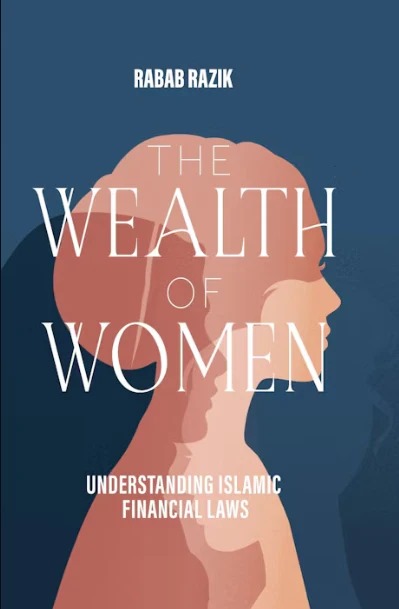 RABAB RAZIK
THE
WEALTH
OF
WOMEN
UNDERSTANDING ISLAMIC
FINANCIAL LAWS